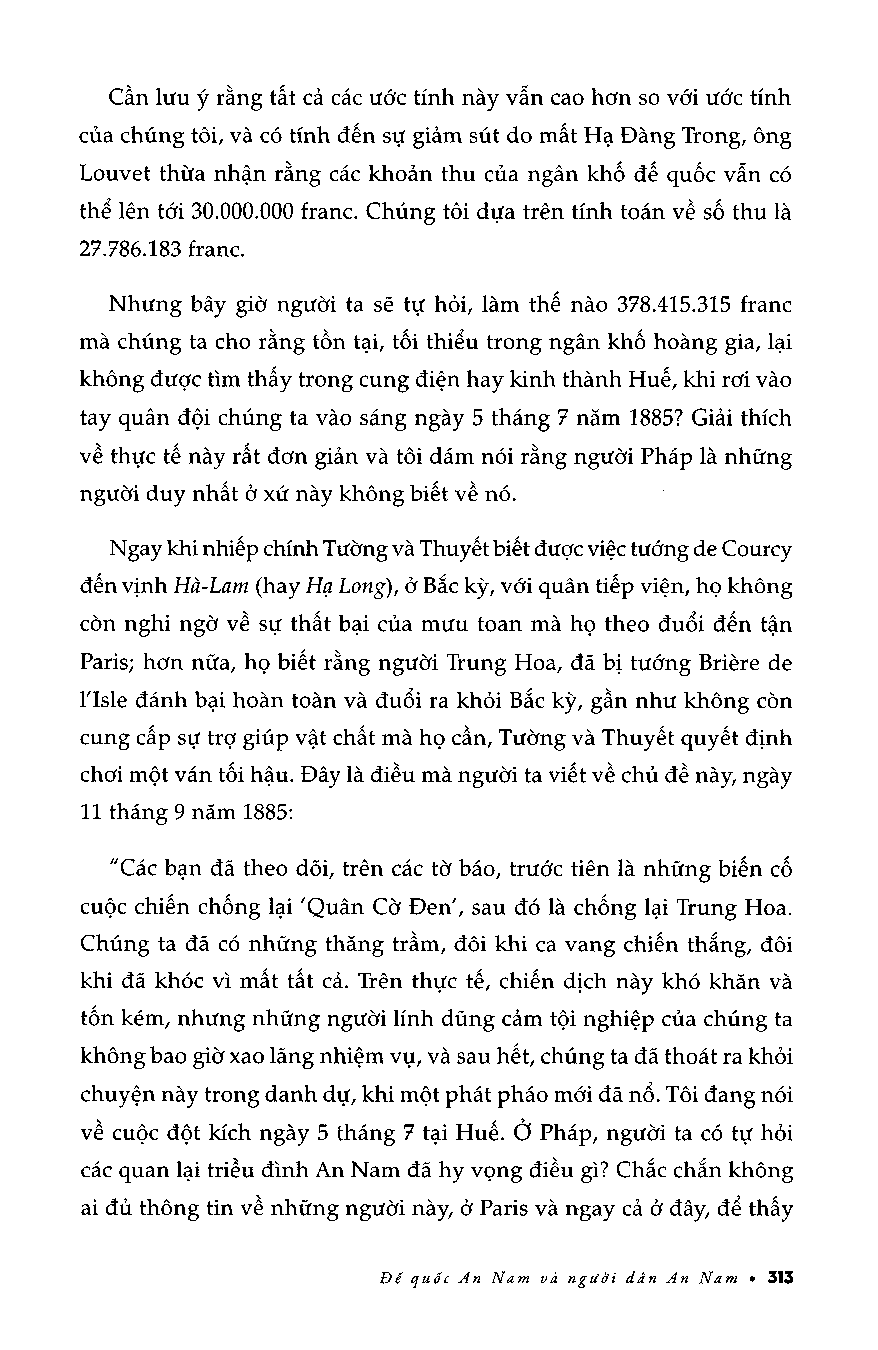 Cần lưu ý rằng tất cả các ước tính này vẫn cao hơn so với ước tính
của chúng tôi, và có tính đến sự giảm sút do mất Hạ Đàng Trong, ông
Louvet thừa nhận rằng các khoản thu của ngân khố đế quốc vẫn có
thể lên tới 30.000.000 franc. Chúng tôi dựa trên tính toán về số thu là
27.786.183 franc.
Nhưng bây giờ người ta sẽ tự hỏi, làm thế nào 378.415.315 franc
mà chúng ta cho rằng tồn tại, tối thiểu trong ngân khố hoàng gia, lại
không được tìm thấy trong cung điện hay kinh thành Huế, khi rơi vào
tay quân đội chúng ta vào sáng ngày 5 tháng 7 năm 1885? Giải thích
về thực tế này rất đơn giản và tôi dám nói rằng người Pháp là những
người duy nhất ở xứ này không biết về nó.
Ngay khi nhiếp chính Tường và Thuyết biết được việc tướng de Courcy
đến vịnh Hà-Lam (hay Hạ Long), ở Bắc kỳ, với quân tiếp viện, họ không
còn nghi ngờ về sự thất bại của mưu toan mà họ theo đuổi đến tận
Paris; hơn nữa, họ biết rằng người Trung Hoa, đã bị tướng Brière de
l'Isle đánh bại hoàn toàn và đuổi ra khỏi Bắc kỳ, gần như không còn
cung cấp sự trợ giúp vật chất mà họ cần, Tường và Thuyết quyết định
chơi một ván tối hậu. Đây là điều mà người ta viết về chủ đề này, ngày
11 tháng 9 năm 1885:
"Các bạn đã theo dõi, trên các tờ báo, trước tiên là những biến cố
cuộc chiến chống lại 'Quân Cờ Đen', sau đó là chống lại Trung Hoa.
Chúng ta đã có những thăng trầm, đôi khi ca vang chiến thắng, đôi
khi đã khóc vì mất tất cả. Trên thực tế, chiến dịch này khó khăn và
tốn kém, nhưng những người lính dũng cảm tội nghiệp của chúng ta
không bao giờ xao lãng nhiệm vụ, và sau hết, chúng ta đã thoát ra khỏi
chuyện này trong danh dự, khi một phát pháo mới đã nổ. Tôi đang nói
về cuộc đột kích ngày 5 tháng 7 tại Huế. Ở Pháp, người ta có tự hỏi
các quan lại triều đình An Nam đã hy vọng điều gì? Chắc chắn không
ai đủ thông tin về những người này, ở Paris và ngay cả ở đây, để thấy
Đế quốc An Nam và người dân An Nam • 313